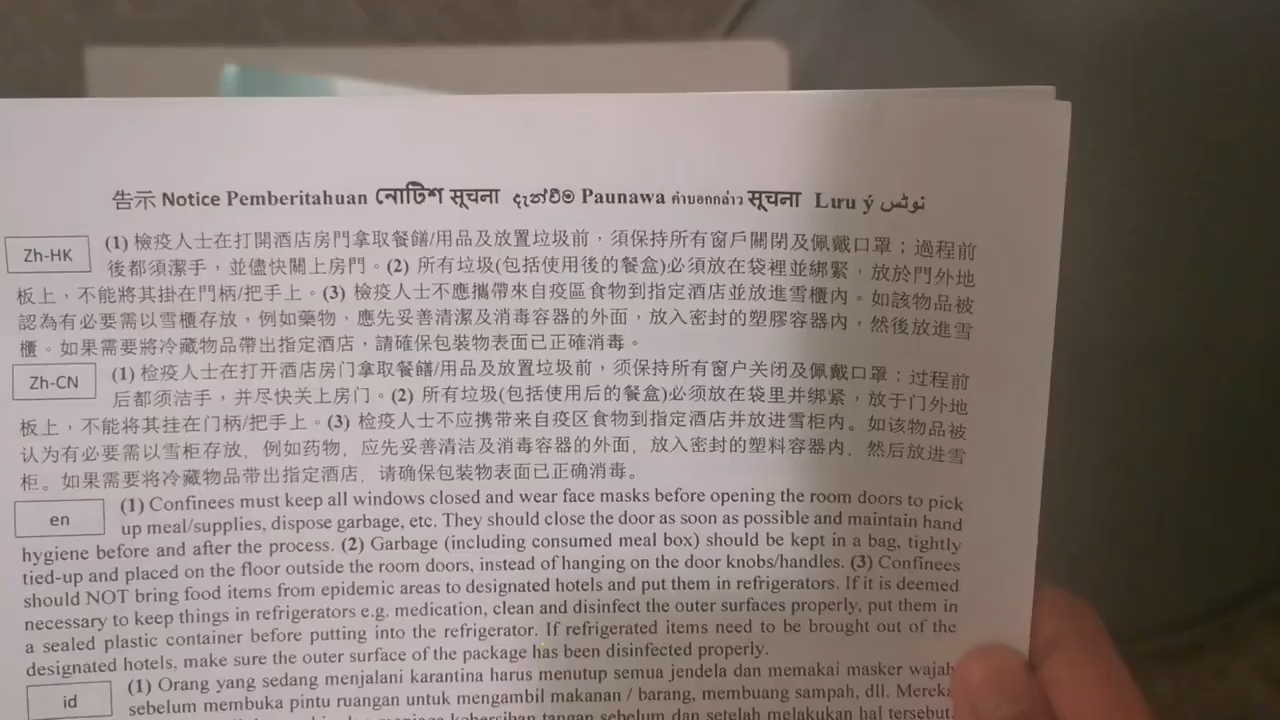 告示 Notice Pemberitahuan নোটিশ सूचना දැන්වීම Paunawa คำบอกกล่าว सूचना Lưu ý نوٹس
Zh-HK (1) 檢疫人士在打開酒店房門拿取餐饍/用品及放置垃圾前，須保持所有窗戶關閉及佩戴口罩；過程前
後都須潔手，並儘快關上房門。(2) 所有垃圾(包括使用後的餐盒)必須放在袋裡並綁緊，放於門外地
板上，不能將其掛在門柄/把手上。(3) 檢疫人士不應攜帶來自疫區食物到指定酒店並放進雪櫃內。如該物品被
認為有必要需以雪櫃存放，例如藥物，應先妥善清潔及消毒容器的外面，放入密封的塑膠容器內，然後放進雪
櫃。如果需要將冷藏物品帶出指定酒店，請確保包裝物表面已正確消毒。
Zh-CN (1) 检疫人士在打开酒店房门拿取餐饍/用品及放置垃圾前，须保持所有窗户关闭及佩戴口罩；过程前
后都须洁手，并尽快关上房门。(2) 所有垃圾(包括使用后的餐盒)必须放在袋里并绑紧，放于门外地
板上，不能将其挂在门柄/把手上。(3) 检疫人士不应携带来自疫区食物到指定酒店并放进雪柜内。如该物品被
认为有必要需以雪柜存放，例如药物，应先妥善清洁及消毒容器的外面，放入密封的塑料容器内，然后放进雪
柜。如果需要将冷藏物品带出指定酒店，请确保包装物表面已正确消毒。
en (1) Confinees must keep all windows closed and wear face masks before opening the room doors to pick
up meal/supplies, dispose garbage, etc. They should close the door as soon as possible and maintain hand
hygiene before and after the process. (2) Garbage (including consumed meal box) should be kept in a bag, tightly
tied-up and placed on the floor outside the room doors, instead of hanging on the door knobs/handles. (3) Confinees
should NOT bring food items from epidemic areas to designated hotels and put them in refrigerators. If it is deemed
necessary to keep things in refrigerators e.g. medication, clean and disinfect the outer surfaces properly, put them in
a sealed plastic container before putting into the refrigerator. If refrigerated items need to be brought out of the
designated hotels, make sure the outer surface of the package has been disinfected properly.
id (1) Orang yang sedang menjalani karantina harus menutup semua jendela dan memakai masker wajah
sebelum membuka pintu ruangan untuk mengambil makanan / barang, membuang sampah, dll. Mereka
kebersihan tangan sebelum dan setelah melakukan hal tersebut.